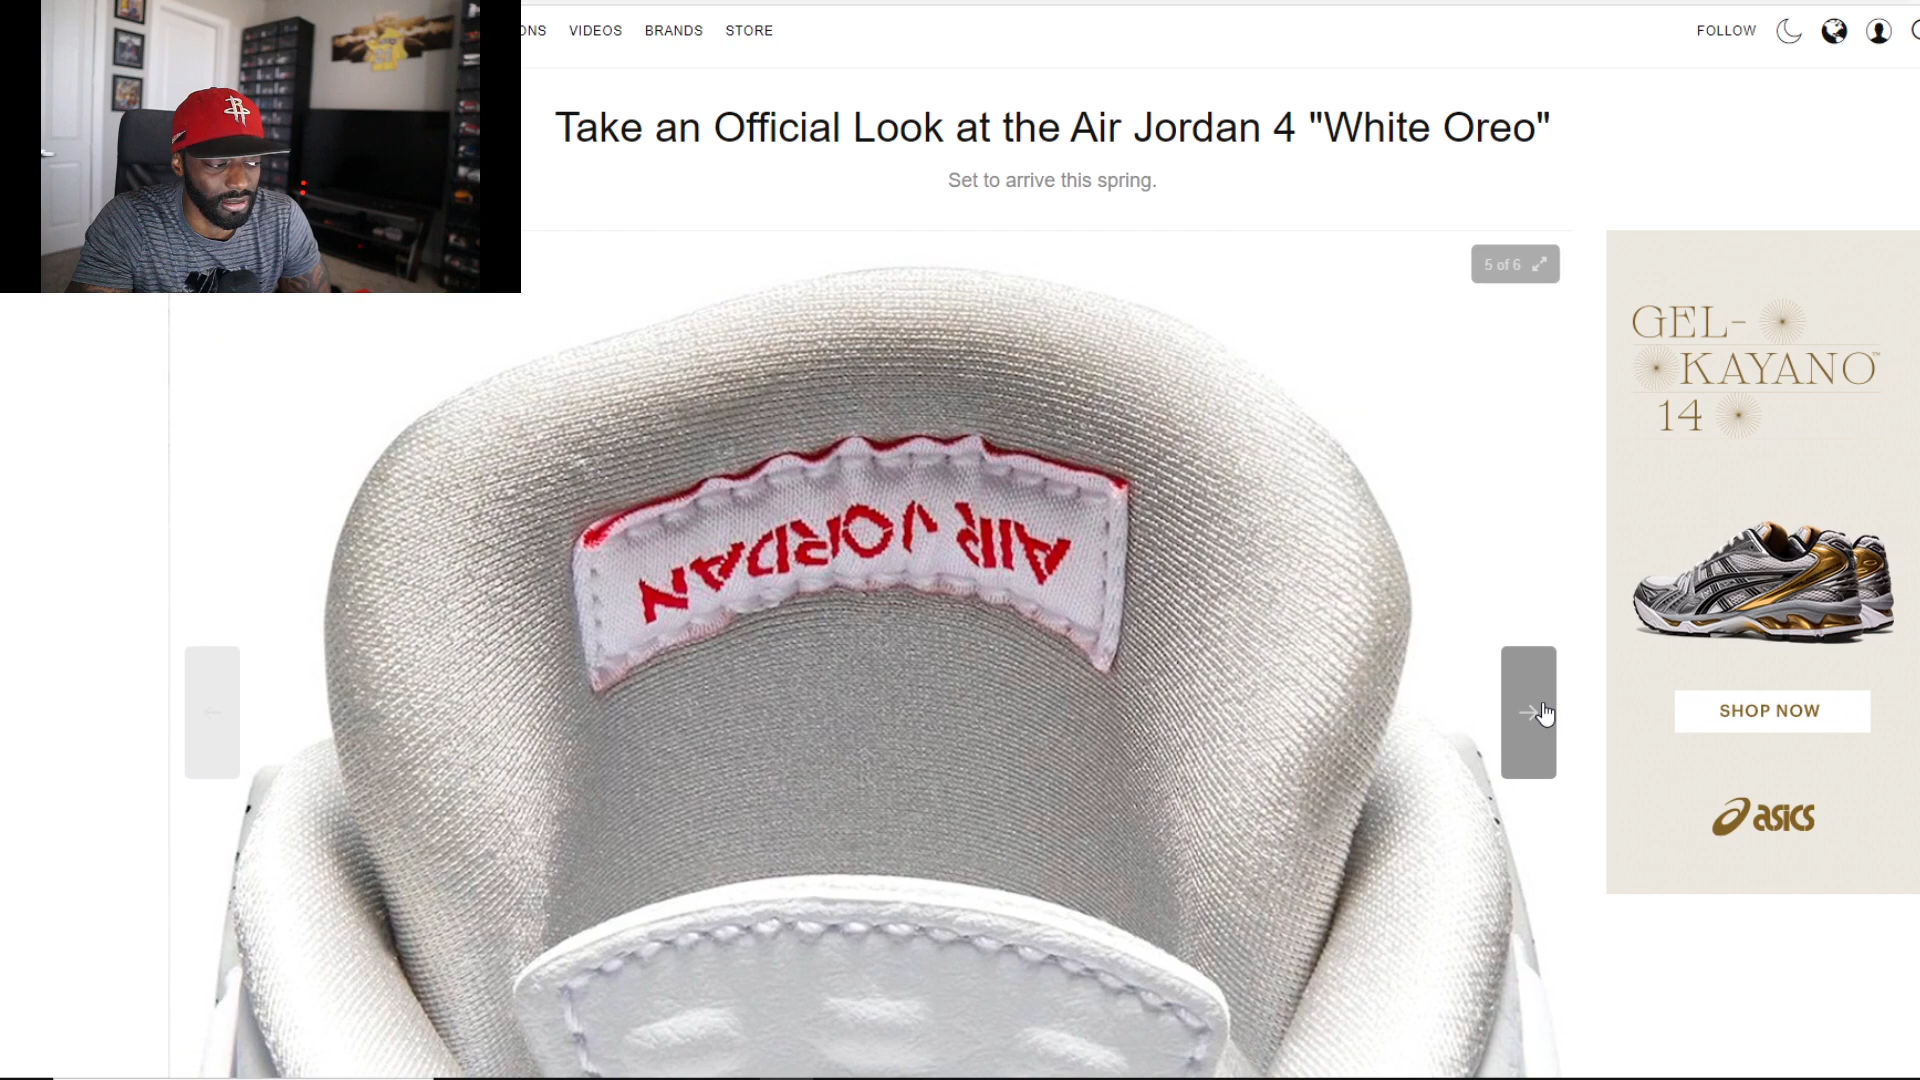 ONS VIDEOS BRANDS STORE FOLLOW
Take an Official Look at the Air Jordan 4 "White Oreo"
Set to arrive this spring.
5 of 6
AIR JORDAN
GEL-
KAYANO™
14
SHOP NOW
asics